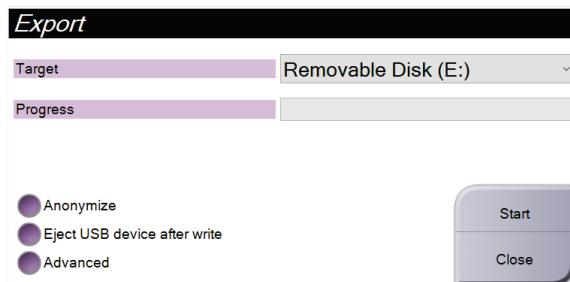 Export
Target
Removable Disk (E:)
Progress
Anonymize
Eject USB device after write
Advanced
Start
Close